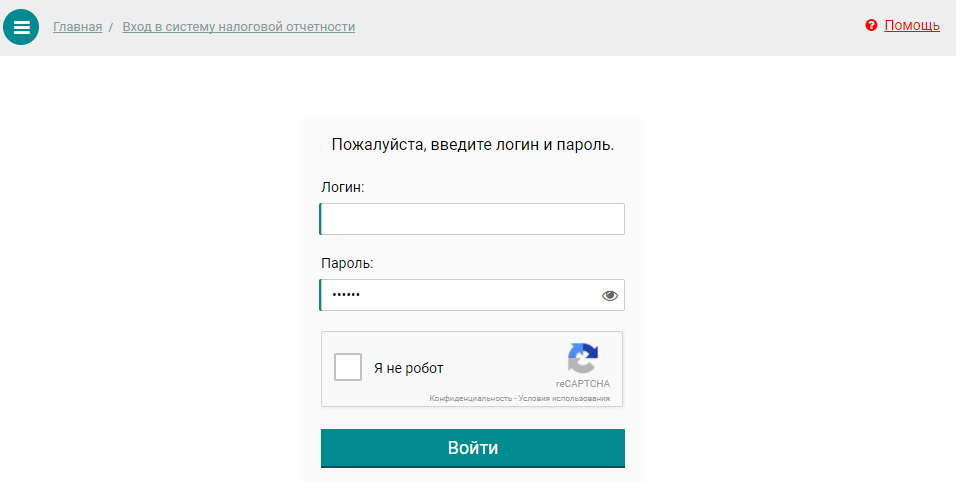 Главная / Вход в систему налоговой отчетности
Помощь
Пожалуйста, введите логин и пароль.
Логин:
Пароль:
••••••
Я не робот
reCAPTCHA
Конфиденциальность - Условия использования
Войти